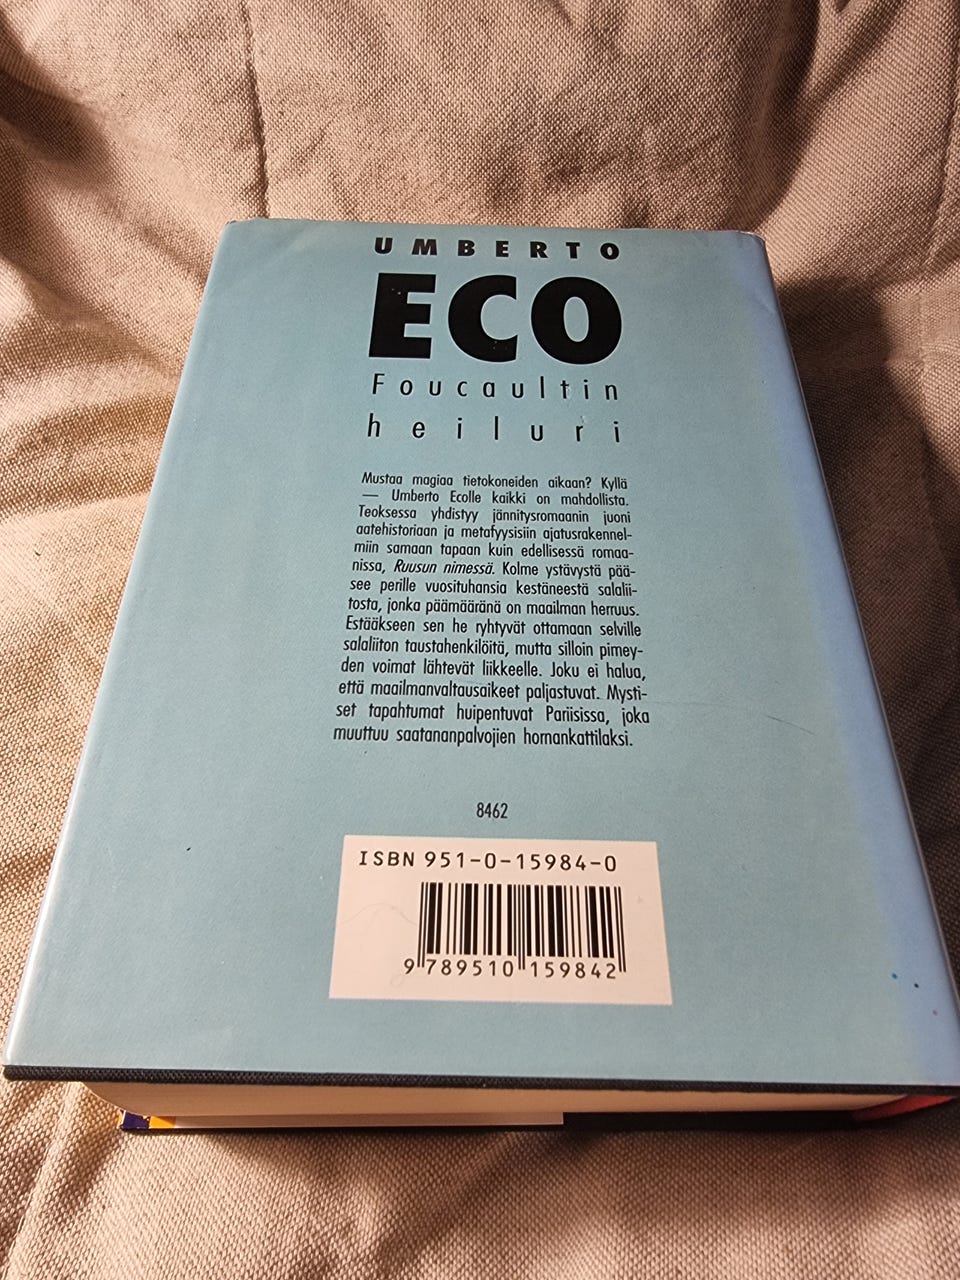 UMBERTO
ECO
Foucaultin
heiluri
Mustaa magiaa tietokoneiden aikaan? Kyllä
— Umberto Ecolle kaikki on mahdollista.
Teoksessa yhdistyy jännitysromaanin juoni
aatehistoriaan ja metafyysisiin ajatusrakennel-
miin samaan tapaan kuin edellisessä romaa-
nissa, Ruusun nimessä. Kolme ystävystä pää-
see perille vuosituhansia kestäneestä salalii-
tosta, jonka päämääränä on maailman herruus.
Estääkseen sen he ryhtyvät ottamaan selville
salaliiton taustahenkilöitä, mutta silloin pimey-
den voimat lähtevät liikkeelle. Joku ei halua,
että maailmanvaltausaikeet paljastuvat. Mysti-
set tapahtumat huipentuvat Pariisissa, joka
muuttuu saatananpalvojien hornankattilaksi.
8462
ISBN 951-0-15984-0
9 789510 159842